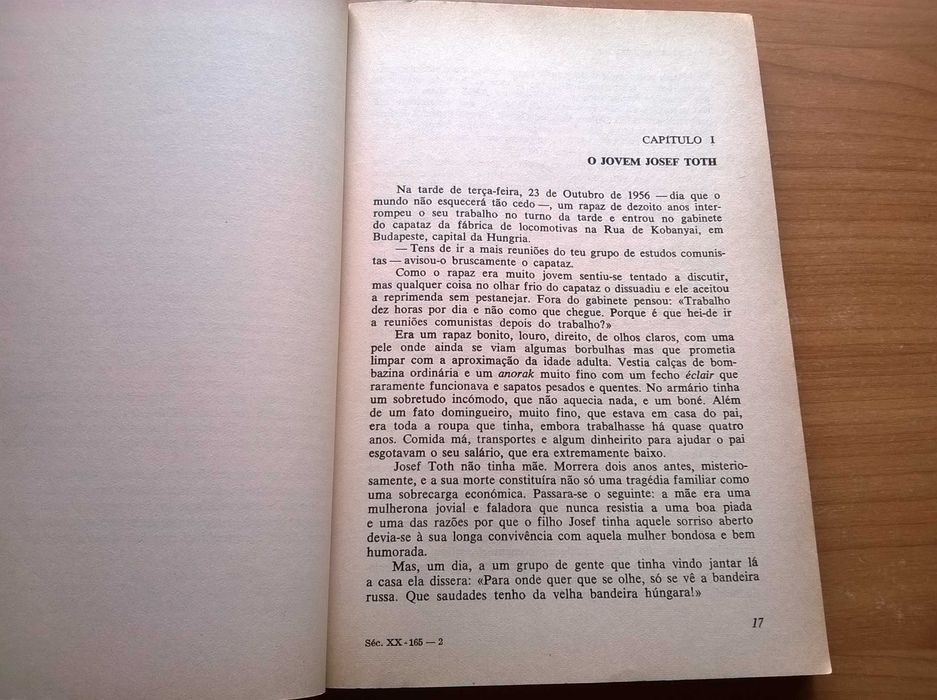 CAPÍTULO I
O JOVEM JOSEF TOTH
Na tarde de terça-feira, 23 de Outubro de 1956 — dia que o
mundo não esquecerá tão cedo —, um rapaz de dezoito anos inter-
rompeu o seu trabalho no turno da tarde e entrou no gabinete
do capataz da fábrica de locomotivas na Rua de Kobanyai, em
Budapeste, capital da Hungria.
— Tens de ir a mais reuniões do teu grupo de estudos comunis-
tas — avisou-o bruscamente o capataz.
Como o rapaz era muito jovem sentiu-se tentado a discutir,
mas qualquer coisa no olhar frio do capataz o dissuadiu e ele aceitou
a reprimenda sem pestanejar. Fora do gabinete pensou: «Trabalho
dez horas por dia e não como que chegue. Porque é que hei-de ir
a reuniões comunistas depois do trabalho?»
Era um rapaz bonito, louro, direito, de olhos claros, com uma
pele onde ainda se viam algumas borbulhas mas que prometia
limpar com a aproximação da idade adulta. Vestia calças de bom-
bazina ordinária e um anorak muito fino com um fecho éclair que
raramente funcionava e sapatos pesados e quentes. No armário tinha
um sobretudo incómodo, que não aquecia nada, e um boné. Além
de um fato domingueiro, muito fino, que estava em casa do pai,
era toda a roupa que tinha, embora trabalhasse há quase quatro
anos. Comida má, transportes e algum dinheirito para ajudar o pai
esgotavam o seu salário, que era extremamente baixo.
Josef Toth não tinha mãe. Morrera dois anos antes, misterio-
samente, e a sua morte constituíra não só uma tragédia familiar como
uma sobrecarga económica. Passara-se o seguinte: a mãe era uma
mulherona jovial e faladora que nunca resistia a uma boa piada
e uma das razões por que o filho Josef tinha aquele sorriso aberto
devia-se à sua longa convivência com aquela mulher bondosa e bem
humorada.
Mas, um dia, a um grupo de gente que tinha vindo jantar lá
a casa ela dissera: «Para onde quer que se olhe, só se vê a bandeira
russa. Que saudades tenho da velha bandeira húngara!»
17
Séc. XX - 165 — 2